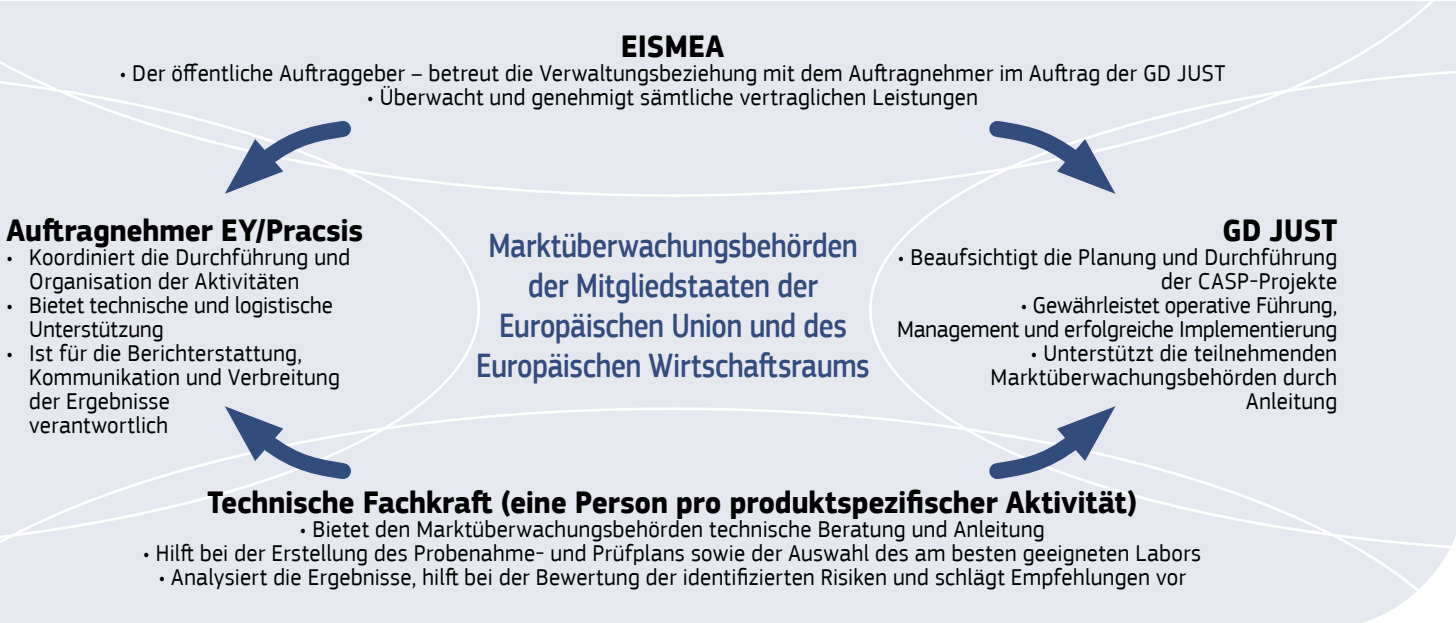 EISMEA
• Der öffentliche Auftraggeber – betreut die Verwaltungsbeziehung mit dem Auftragnehmer im Auftrag der GD JUST
• Überwacht und genehmigt sämtliche vertraglichen Leistungen
Auftragnehmer EY/Pracsis
• Koordiniert die Durchführung und
Organisation der Aktivitäten
• Bietet technische und logistische
Unterstützung
• Ist für die Berichterstattung,
Kommunikation und Verbreitung
der Ergebnisse
verantwortlich
Marktüberwachungsbehörden
der Mitgliedstaaten der
Europäischen Union und des
Europäischen Wirtschaftsraums
GD JUST
• Beaufsichtigt die Planung und Durchführung
der CASP-Projekte
• Gewährleistet operative Führung,
Management und erfolgreiche Implementierung
• Unterstützt die teilnehmenden
Marktüberwachungsbehörden durch
Anleitung
Technische Fachkraft (eine Person pro produktspezifischer Aktivität)
• Bietet den Marktüberwachungsbehörden technische Beratung und Anleitung
• Hilft bei der Erstellung des Probenahme- und Prüfplans sowie der Auswahl des am besten geeigneten Labors
• Analysiert die Ergebnisse, hilft bei der Bewertung der identifizierten Risiken und schlägt Empfehlungen vor